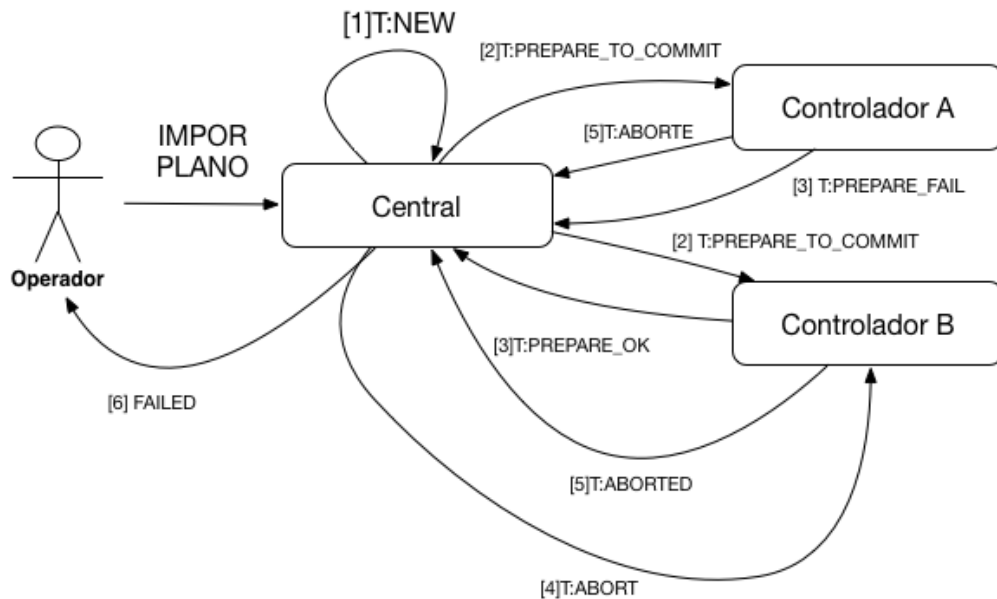 [1]T:NEW
[2]T:PREPARE_TO_COMMIT
Controlador A
IMPOR
PLANO
[5]T:ABORTE
[3] T:PREPARE_FAIL
Central
[2] T:PREPARE_TO_COMMIT
Operador
Controlador B
[3]T:PREPARE_OK
[6] FAILED
[5]T:ABORTED
[4]T:ABORT